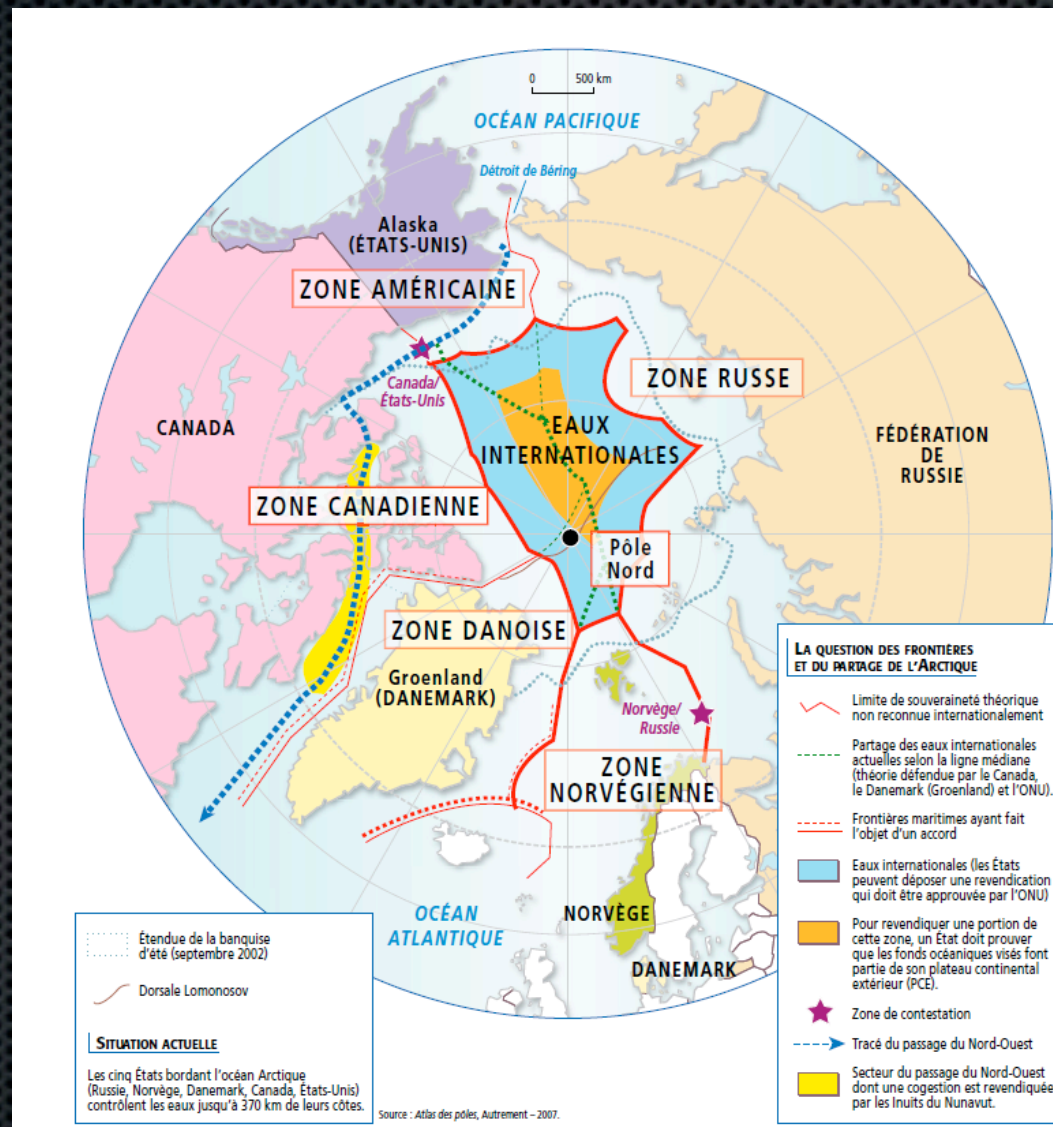 0 500 km
OCÉAN PACIFIQUE
Détroit de Béring
Alaska
(ÉTATS-UNIS)
ZONE AMÉRICAINE
Canada/
États-Unis
ZONE RUSSE
CANADA
EAUX
INTERNATIONALES
FÉDÉRATION
DE
RUSSIE
ZONE CANADIENNE
Pôle
Nord
ZONE DANOISE
Groenland
(DANEMARK)
Norvège/
Russie
ZONE
NORVÉGIENNE
OCÉAN
ATLANTIQUE
NORVÈGE
DANEMARK
LA QUESTION DES FRONTIÈRES
ET DU PARTAGE DE L'ARCTIQUE
Limite de souveraineté théorique
non reconnue internationalement
Partage des eaux internationales
actuelles selon la ligne médiane
(théorie défendue par le Canada,
le Danemark (Groenland) et l'ONU).
Frontières maritimes ayant fait
l'objet d'un accord
Eaux internationales (les États
peuvent déposer une revendication
qui doit être approuvée par l'ONU)
Pour revendiquer une portion de
cette zone, un État doit prouver
que les fonds océaniques visés font
partie de son plateau continental
extérieur (PCE).
Zone de contestation
Tracé du passage du Nord-Ouest
Secteur du passage du Nord-Ouest
dont une cogestion est revendiquée
par les Inuits du Nunavut.
Étendue de la banquise
d'été (septembre 2002)
Dorsale Lomonosov
SITUATION ACTUELLE
Les cinq États bordant l'océan Arctique
(Russie, Norvège, Danemark, Canada, États-Unis)
contrôlent les eaux jusqu'à 370 km de leurs côtes.
Source : Atlas des pôles, Autrement – 2007.